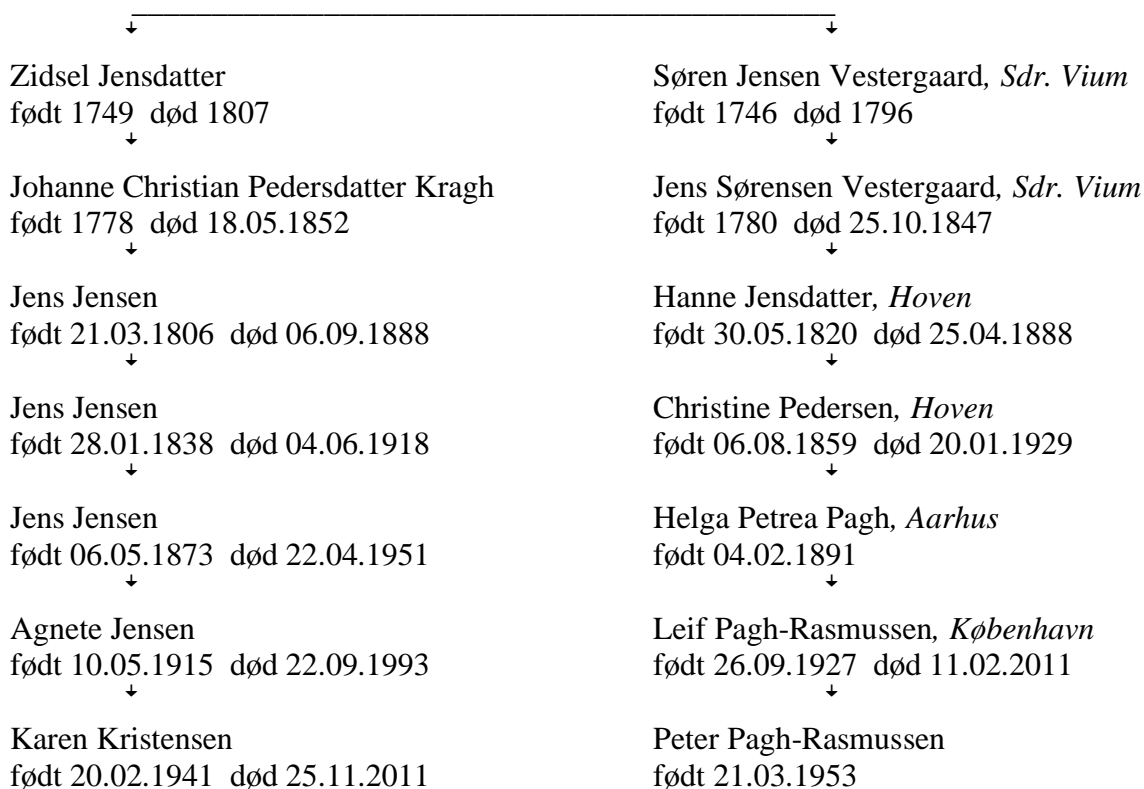 Zidsel Jensdatter
født 1749 død 1807
Johanne Christian Pedersdatter Kragh
født 1778 død 18.05.1852
Jens Jensen
født 21.03.1806 død 06.09.1888
Jens Jensen
født 28.01.1838 død 04.06.1918
Jens Jensen
født 06.05.1873 død 22.04.1951
Agnete Jensen
født 10.05.1915 død 22.09.1993
Karen Kristensen
født 20.02.1941 død 25.11.2011
Søren Jensen Vestergaard, Sdr. Vium
født 1746 død 1796
Jens Sørensen Vestergaard, Sdr. Vium
født 1780 død 25.10.1847
Hanne Jensdatter, Hoven
født 30.05.1820 død 25.04.1888
Christine Pedersen, Hoven
født 06.08.1859 død 20.01.1929
Helga Petrea Pagh, Aarhus
født 04.02.1891
Leif Pagh-Rasmussen, København
født 26.09.1927 død 11.02.2011
Peter Pagh-Rasmussen
født 21.03.1953